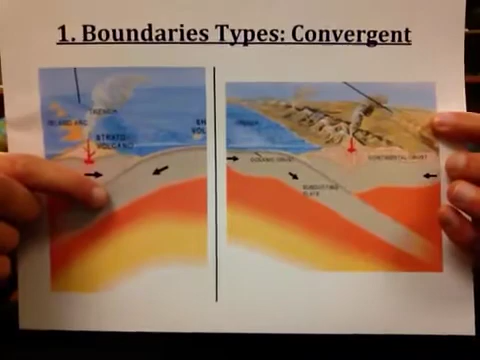 1. Boundaries Types: Convergent
TRENCH
ISLAND ARC
STRATO-
VOLCANO
TRENCH
OCEANIC CRUST
CONTINENTAL CRUST
SUBDUCTING
PLATE